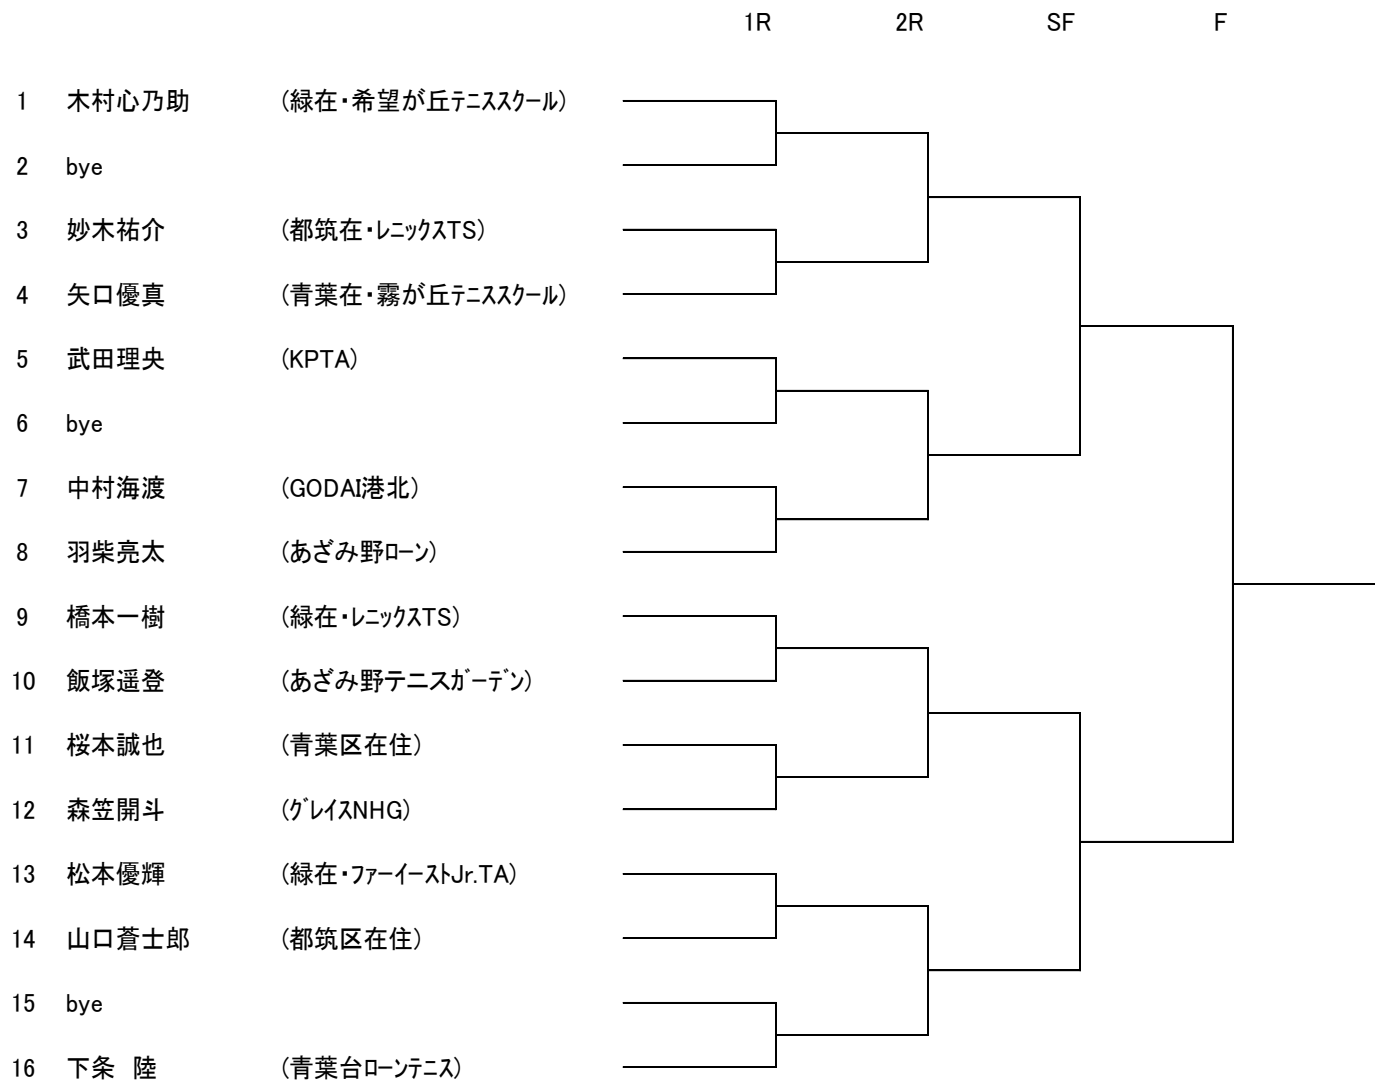 1R 2R SF F
1 木村心乃助 (緑在・希望が丘ﾃﾆｽｽｸｰﾙ)
2 bye
3 妙木祐介 (都筑在・ﾚﾆｯｸｽTS)
4 矢口優真 (青葉在・霧が丘ﾃﾆｽｽｸｰﾙ)
5 武田理央 (KPTA)
6 bye
7 中村海渡 (GODAI港北)
8 羽柴亮太 (あざみ野ﾛｰﾝ)
9 橋本一樹 (緑在・ﾚﾆｯｸｽTS)
10 飯塚遥登 (あざみ野テニスｶﾞｰﾃﾞﾝ)
11 桜本誠也 (青葉区在住)
12 森笠開斗 (ｸﾞﾚｲｽNHG)
13 松本優輝 (緑在・ﾌｧｰｲｰｽﾄJr.TA)
14 山口蒼士郎 (都筑区在住)
15 bye
16 下条　陸 (青葉台ﾛｰﾝﾃﾆｽ)